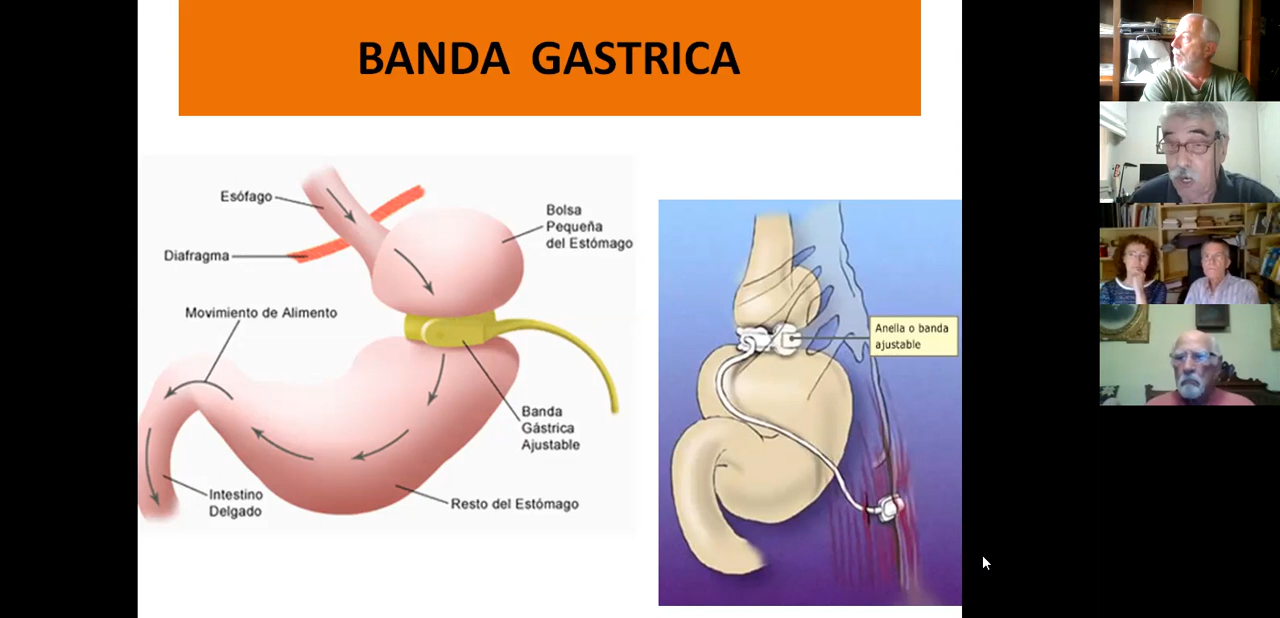 BANDA GASTRICA
Esófago
Diafragma
Movimiento de Alimento
Bolsa
Pequeña
del Estómago
Banda
Gástrica
Ajustable
Intestino
Delgado
Resto del Estómago
Anella o banda
ajustable